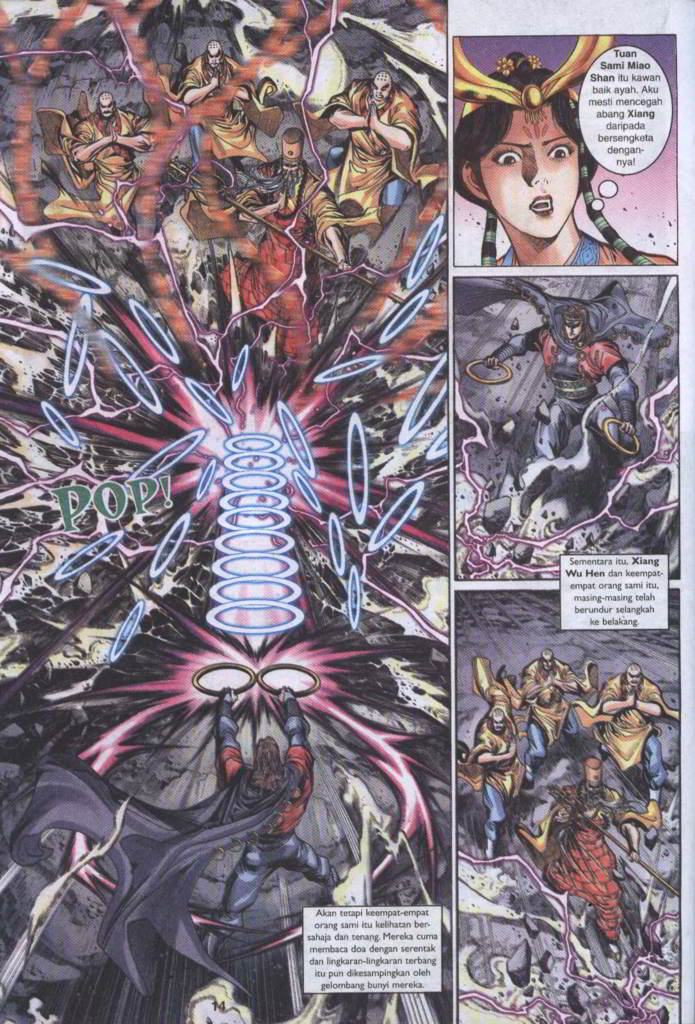 Tuan
Sami Miao
Shan itu kawan
baik ayah. Aku
mesti mencegah
abang Xiang
daripada
bersengketa
dengan-
nya!
POP!
Sementara itu, Xiang
Wu Hen dan keempat-
empat orang sami itu,
masing-masing telah
berundur selangkah
ke belakang.
Akan tetapi keempat-empat
orang sami itu kelihatan ber-
sahaja dan tenang. Mereka cuma
membaca doa dengan serentak
dan lingkaran-lingkaran terbang
itu pun dikesampingkan oleh
gelombang bunyi mereka.
14